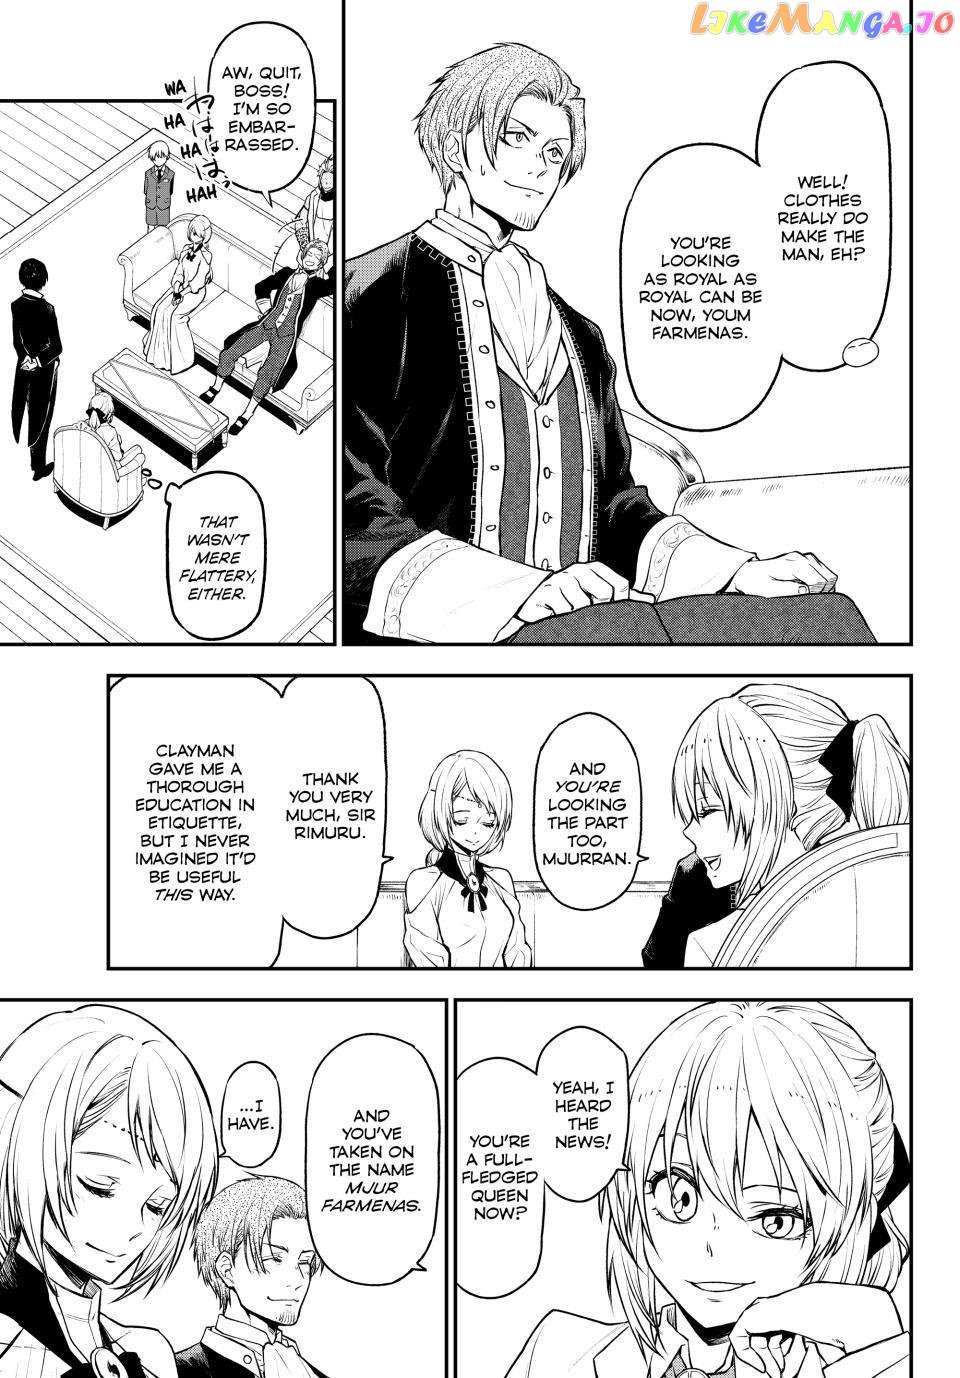 LIKEMANGA.IO
WELL!
CLOTHES
REALLY DO
MAKE THE
MAN, EH?
YOU'RE
LOOKING
AS ROYAL AS
ROYAL CAN BE
NOW, YOUM
FARMENAS.
AW, QUIT,
BOSS!
I'M SO
EMBAR-
RASSED.
わははは
WA
HA
HA
HAH
THAT
WASN'T
MERE
FLATTERY,
EITHER.
AND
YOU'RE
LOOKING
THE PART
TOO,
MJURRAN.
THANK
YOU VERY
MUCH, SIR
RIMURU.
CLAYMAN
GAVE ME A
THOROUGH
EDUCATION IN
ETIQUETTE,
BUT I NEVER
IMAGINED IT'D
BE USEFUL
THIS WAY.
YEAH, I
HEARD
THE
NEWS!
YOU'RE
A FULL-
FLEDGED
QUEEN
NOW?
AND
YOU'VE
TAKEN ON
THE NAME
MJUR
FARMENAS.
...I
HAVE.